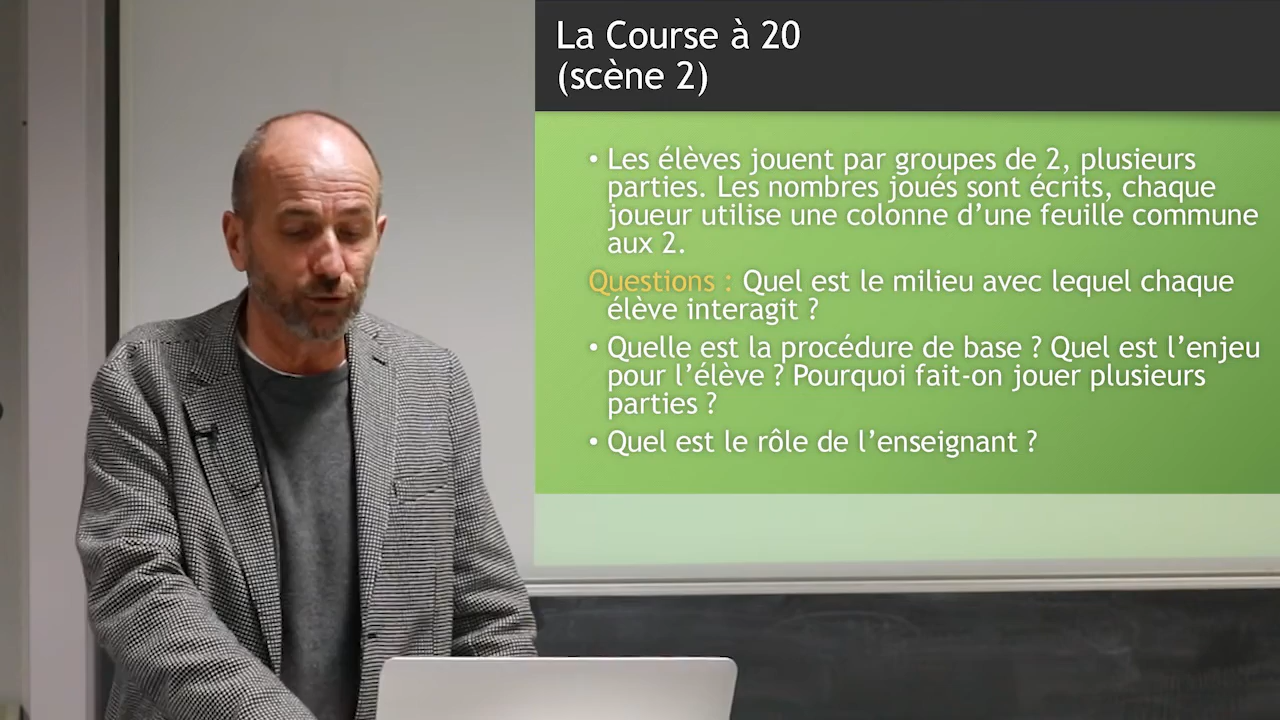 La Course à 20
(scène 2)
• Les élèves jouent par groupes de 2, plusieurs
parties. Les nombres joués sont écrits, chaque
joueur utilise une colonne d’une feuille commune
aux 2.
Questions : Quel est le milieu avec lequel chaque
élève interagit ?
• Quelle est la procédure de base ? Quel est l’enjeu
pour l’élève ? Pourquoi fait-on jouer plusieurs
parties ?
• Quel est le rôle de l’enseignant ?